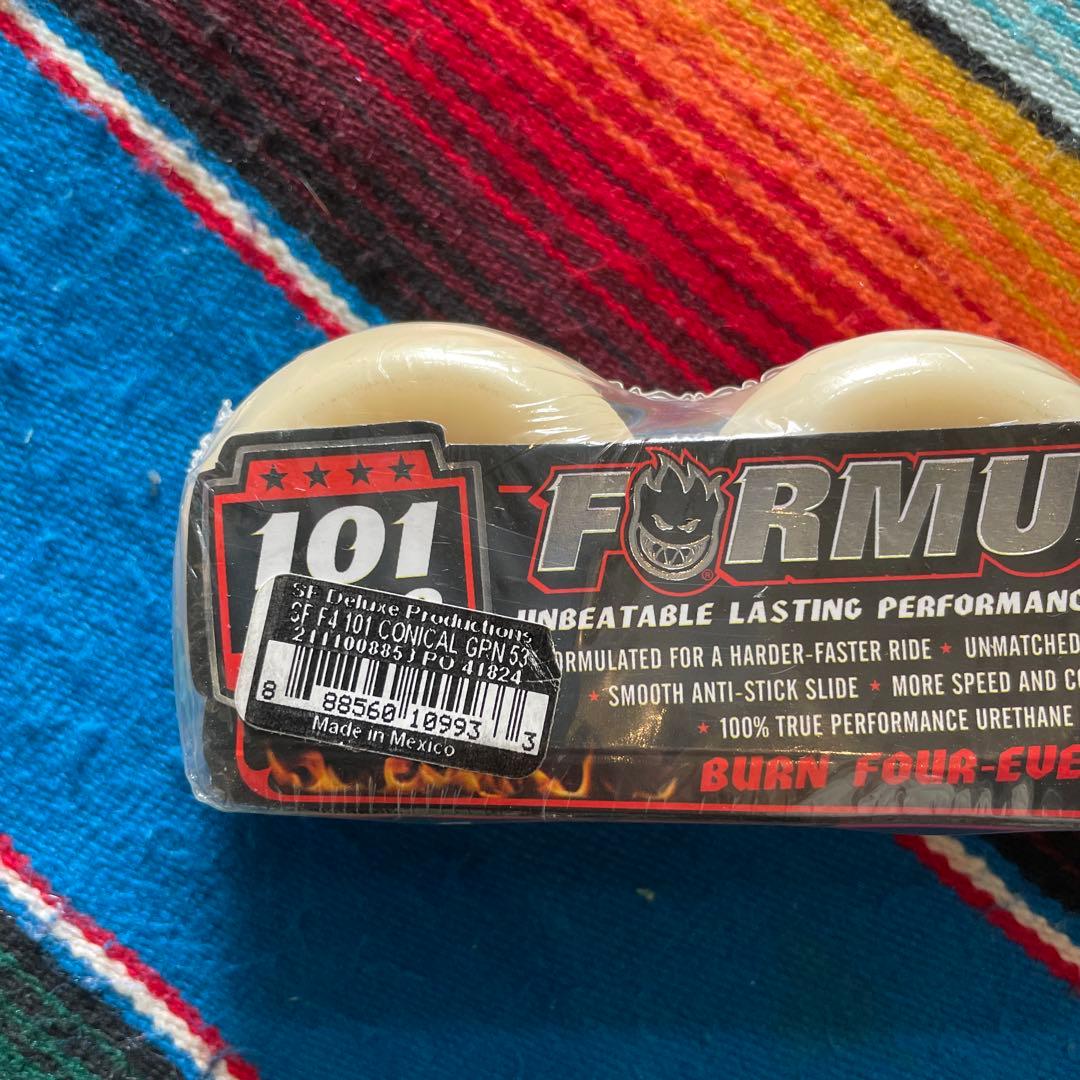 101
FORMU
UNBEATABLE LASTING PERFORMANC
ORMULATED FOR A HARDER-FASTER RIDE ★ UNMATCHED
★ SMOOTH ANTI-STICK SLIDE ★ MORE SPEED AND CO
★ 100% TRUE PERFORMANCE URETHANE
BURN FOUR-EVE
SF Deluxe Productions
SF F4 101 CONICAL GRN 53
PO 41824
8 88560 10993 3
Made in Mexico